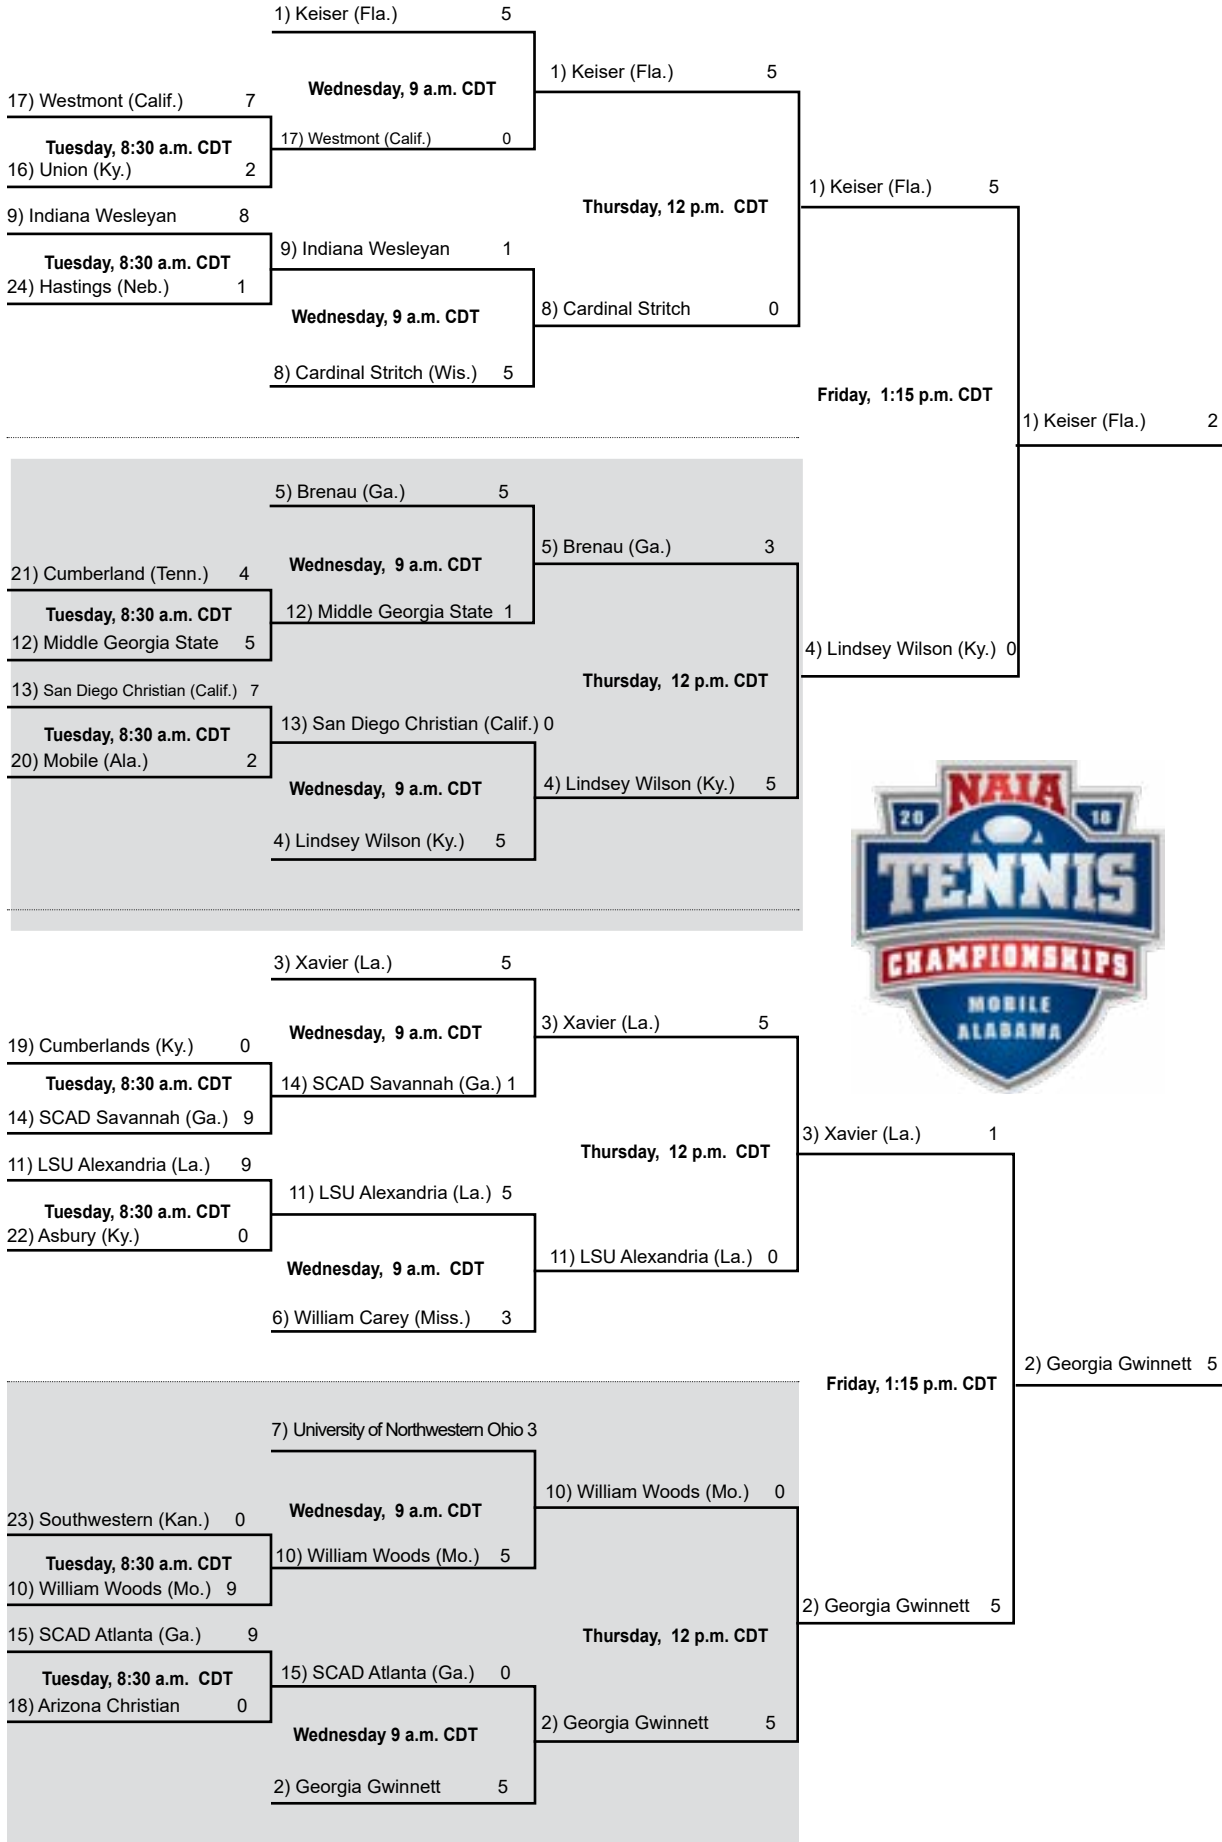 1) Keiser (Fla.) 5
Wednesday, 9 a.m. CDT
1) Keiser (Fla.) 5
17) Westmont (Calif.) 7
Tuesday, 8:30 a.m. CDT
16) Union (Ky.) 2
17) Westmont (Calif.) 0
Thursday, 12 p.m. CDT
1) Keiser (Fla.) 5
9) Indiana Wesleyan 8
Tuesday, 8:30 a.m. CDT
24) Hastings (Neb.) 1
9) Indiana Wesleyan 1
Wednesday, 9 a.m. CDT
8) Cardinal Stritch 0
8) Cardinal Stritch (Wis.) 5
Friday, 1:15 p.m. CDT
1) Keiser (Fla.) 2
5) Brenau (Ga.) 5
Wednesday, 9 a.m. CDT
5) Brenau (Ga.) 3
21) Cumberland (Tenn.) 4
Tuesday, 8:30 a.m. CDT
12) Middle Georgia State 5
12) Middle Georgia State 1
Thursday, 12 p.m. CDT
4) Lindsey Wilson (Ky.) 0
13) San Diego Christian (Calif.) 7
Tuesday, 8:30 a.m. CDT
20) Mobile (Ala.) 2
13) San Diego Christian (Calif.) 0
Wednesday, 9 a.m. CDT
4) Lindsey Wilson (Ky.) 5
4) Lindsey Wilson (Ky.) 5
NAIA
20 18
TENNIS
CHAMPIONSHIPS
MOBILE
ALABAMA
3) Xavier (La.) 5
Wednesday, 9 a.m. CDT
3) Xavier (La.) 5
19) Cumberlands (Ky.) 0
Tuesday, 8:30 a.m. CDT
14) SCAD Savannah (Ga.) 9
14) SCAD Savannah (Ga.) 1
Thursday, 12 p.m. CDT
3) Xavier (La.) 1
11) LSU Alexandria (La.) 9
Tuesday, 8:30 a.m. CDT
22) Asbury (Ky.) 0
11) LSU Alexandria (La.) 5
Wednesday, 9 a.m. CDT
11) LSU Alexandria (La.) 0
6) William Carey (Miss.) 3
Friday, 1:15 p.m. CDT
2) Georgia Gwinnett 5
7) University of Northwestern Ohio 3
Wednesday, 9 a.m. CDT
10) William Woods (Mo.) 0
23) Southwestern (Kan.) 0
Tuesday, 8:30 a.m. CDT
10) William Woods (Mo.) 9
10) William Woods (Mo.) 5
Thursday, 12 p.m. CDT
2) Georgia Gwinnett 5
15) SCAD Atlanta (Ga.) 9
Tuesday, 8:30 a.m. CDT
18) Arizona Christian 0
15) SCAD Atlanta (Ga.) 0
Wednesday 9 a.m. CDT
2) Georgia Gwinnett 5
2) Georgia Gwinnett 5